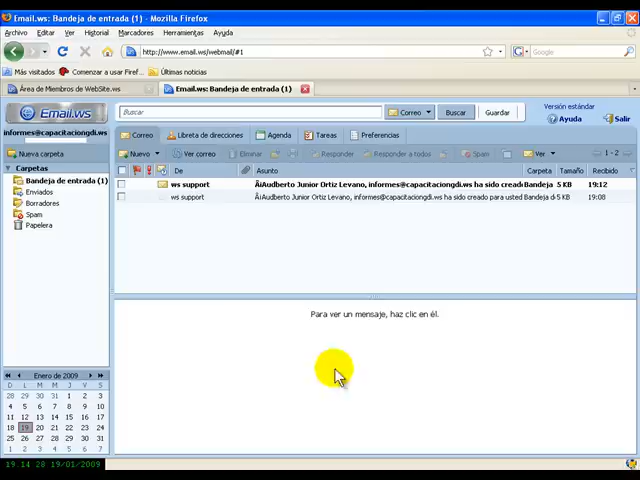 Email.ws: Bandeja de entrada (1) - Mozilla Firefox
Archivo Editar Ver Historial Marcadores Herramientas Ayuda
http://www.email.ws/webmail/#1
Google
Más visitados Comenzar a usar Firef... Últimas noticias
Área de Miembros de WebSite.ws Email.ws: Bandeja de entrada (1)
Email.ws
Buscar Correo Buscar Guardar
Versión estándar
Ayuda Salir
informes@capacitaciongdi.ws
Correo Libreta de direcciones Agenda Tareas Preferencias
Nueva carpeta
Nuevo Ver correo Eliminar Responder Responder a todos Spam Ver 1 - 2
Carpetas
De Asunto Carpeta Tamaño Recibido
Bandeja de entrada (1)
Enviados
Borradores
Spam
Papelera
ws support Â¡Audberto Junior Ortiz Levano, informes@capacitaciongdi.ws ha sido cread Bandeja 5 KB 19:12
ws support Â¡Audberto Junior Ortiz Levano, informes@capacitaciongdi.ws ha sido creado para usted Bandeja d 5 KB 19:08
Para ver un mensaje, haz clic en él.
Enero de 2009
D L M M J V S
28 29 30 31 1 2 3
4 5 6 7 8 9 10
11 12 13 14 15 16 17
18 19 20 21 22 23 24
25 26 27 28 29 30 31
1 2 3 4 5 6 7
19 14 28 19/01/2009